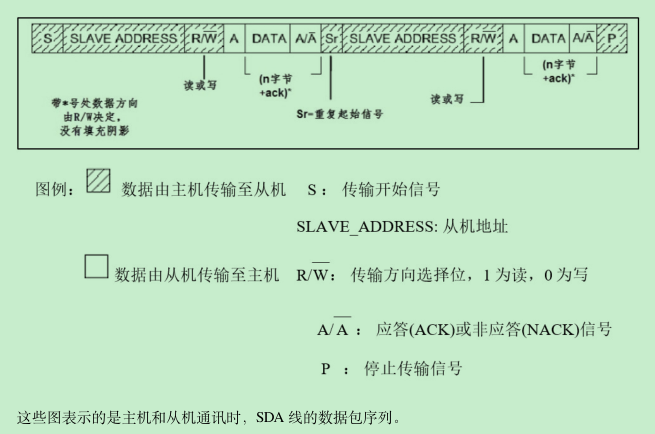 S SLAVE ADDRESS R/W̅ A DATA A/A̅ Sr SLAVE ADDRESS R/W̅ A DATA A/A̅ P
读或写 (n字节 +ack)* 读或写 (n字节 +ack)*
带*号处数据方向
由R/W决定，
没有填充阴影
Sr=重复起始信号
图例： 数据由主机传输至从机 S： 传输开始信号
SLAVE_ADDRESS: 从机地址
数据由从机传输至主机 R/W̅： 传输方向选择位，1 为读，0 为写
A/A̅ ： 应答(ACK)或非应答(NACK)信号
P ： 停止传输信号
这些图表示的是主机和从机通讯时，SDA 线的数据包序列。